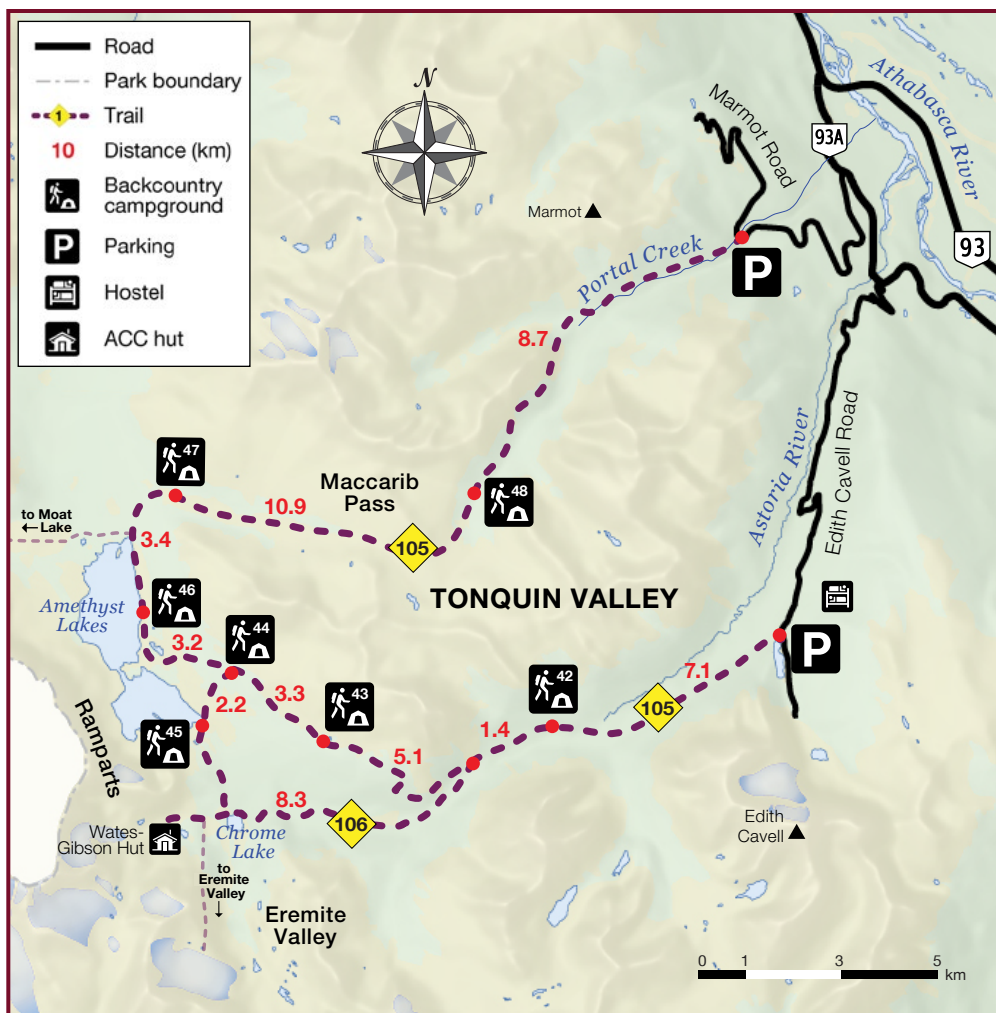 Road
Park boundary
1
Trail
10
Distance (km)
Backcountry
campground
P
Parking
Hostel
ACC hut
N
Marmot Road
93A
Athabasca River
93
Marmot
Portal Creek
P
8.7
Astoria River
Edith Cavell Road
47
Maccarib
Pass
48
10.9
to Moat
← Lake
3.4
105
46
Amethyst
Lakes
TONQUIN VALLEY
44
3.2
P
7.1
42
43
3.3
2.2
105
45
1.4
5.1
Ramparts
8.3
106
Wates-
Gibson Hut
Chrome
Lake
Edith
Cavell
to
Eremite
Valley
↓
Eremite
Valley
0 1 3 5
km